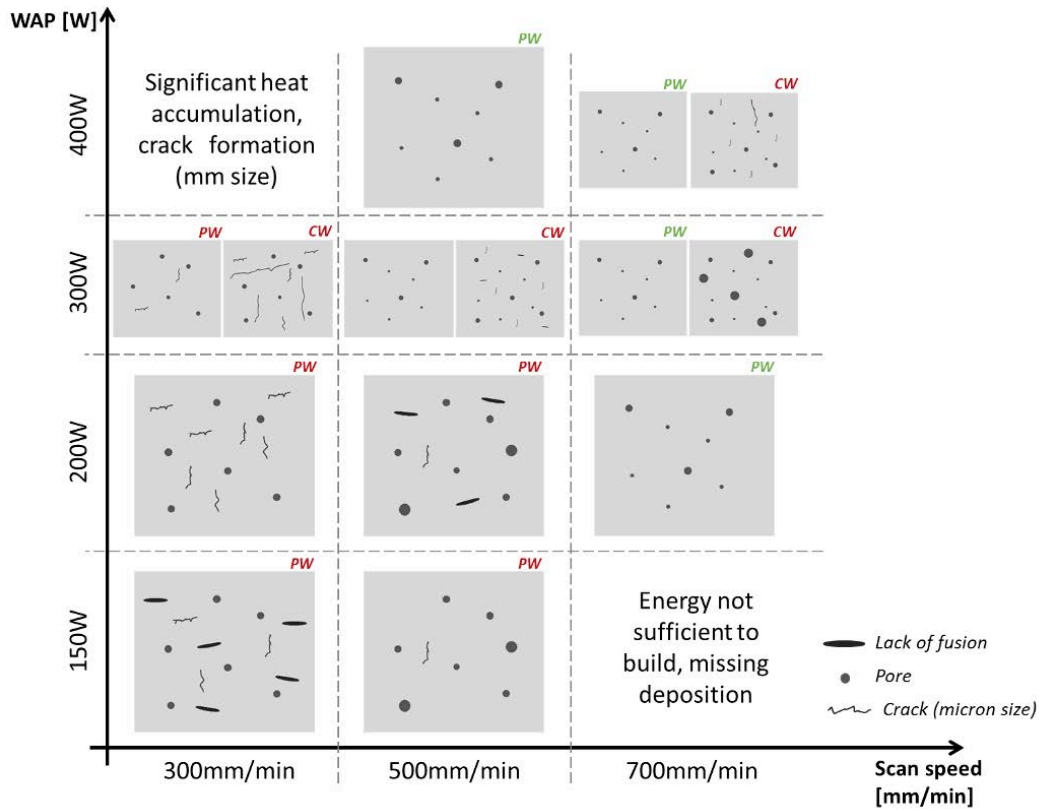 WAP [W]
PW
Significant heat
accumulation,
crack formation
(mm size)
PW
CW
400W
PW
CW
CW
PW
CW
300W
PW
PW
PW
200W
PW
PW
Energy not
sufficient to
build, missing
deposition
150W
Lack of fusion
Pore
Crack (micron size)
300mm/min
500mm/min
700mm/min
Scan speed
[mm/min]